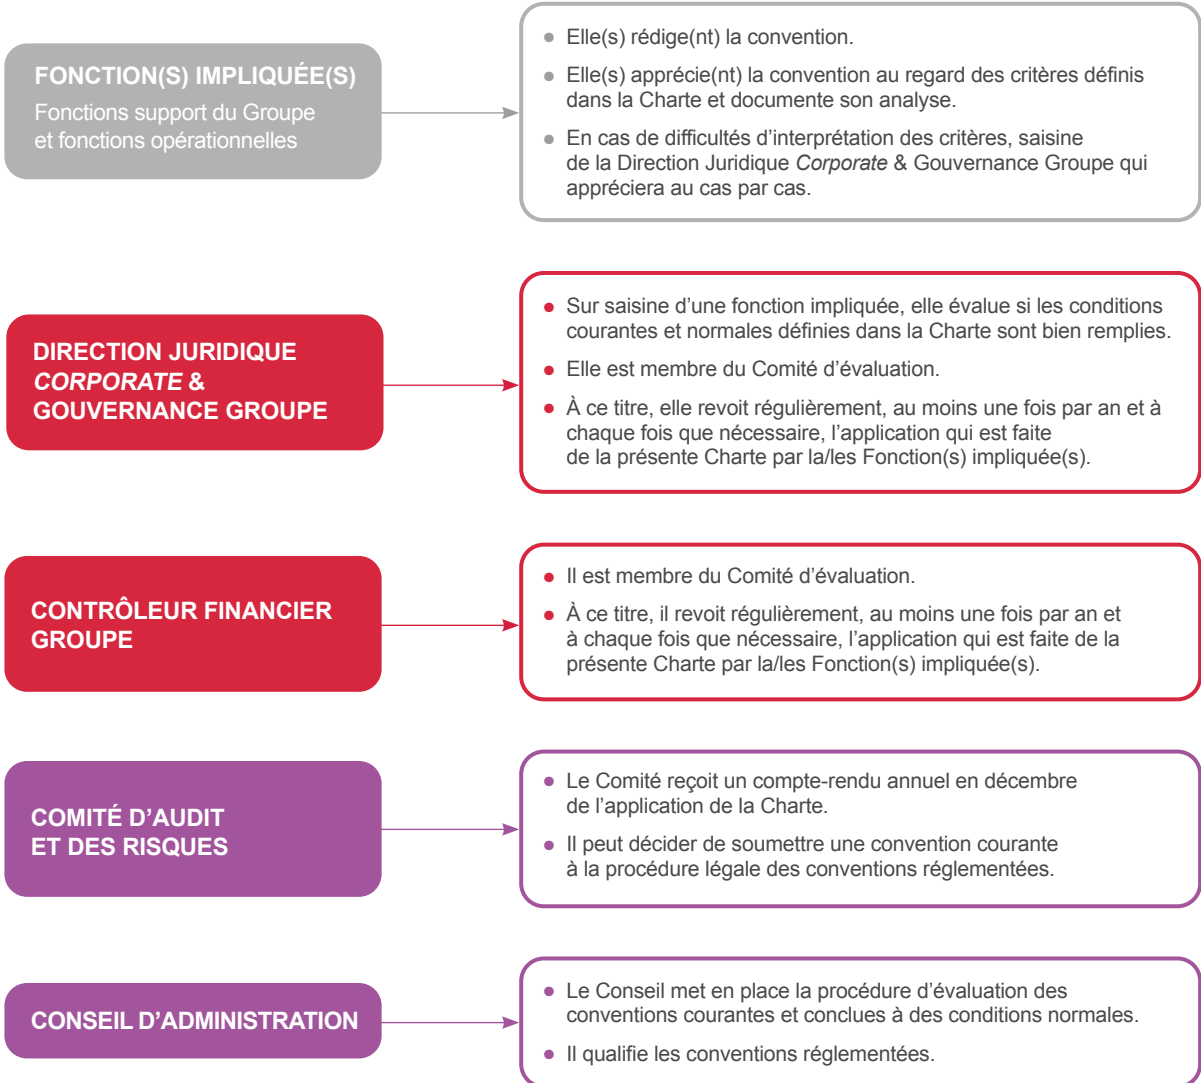 FONCTION(S) IMPLIQUÉE(S)
Fonctions support du Groupe
et fonctions opérationnelles
• Elle(s) rédige(nt) la convention.
• Elle(s) apprécie(nt) la convention au regard des critères définis
dans la Charte et documente son analyse.
• En cas de difficultés d’interprétation des critères, saisine
de la Direction Juridique Corporate & Gouvernance Groupe qui
appréciera au cas par cas.
DIRECTION JURIDIQUE
CORPORATE &
GOUVERNANCE GROUPE
• Sur saisine d’une fonction impliquée, elle évalue si les conditions
courantes et normales définies dans la Charte sont bien remplies.
• Elle est membre du Comité d’évaluation.
• À ce titre, elle revoit régulièrement, au moins une fois par an et à
chaque fois que nécessaire, l’application qui est faite
de la présente Charte par la/les Fonction(s) impliquée(s).
CONTRÔLEUR FINANCIER
GROUPE
• Il est membre du Comité d’évaluation.
• À ce titre, il revoit régulièrement, au moins une fois par an et
à chaque fois que nécessaire, l’application qui est faite de la
présente Charte par la/les Fonction(s) impliquée(s).
COMITÉ D’AUDIT
ET DES RISQUES
• Le Comité reçoit un compte-rendu annuel en décembre
de l’application de la Charte.
• Il peut décider de soumettre une convention courante
à la procédure légale des conventions réglementées.
CONSEIL D’ADMINISTRATION
• Le Conseil met en place la procédure d’évaluation des
conventions courantes et conclues à des conditions normales.
• Il qualifie les conventions réglementées.